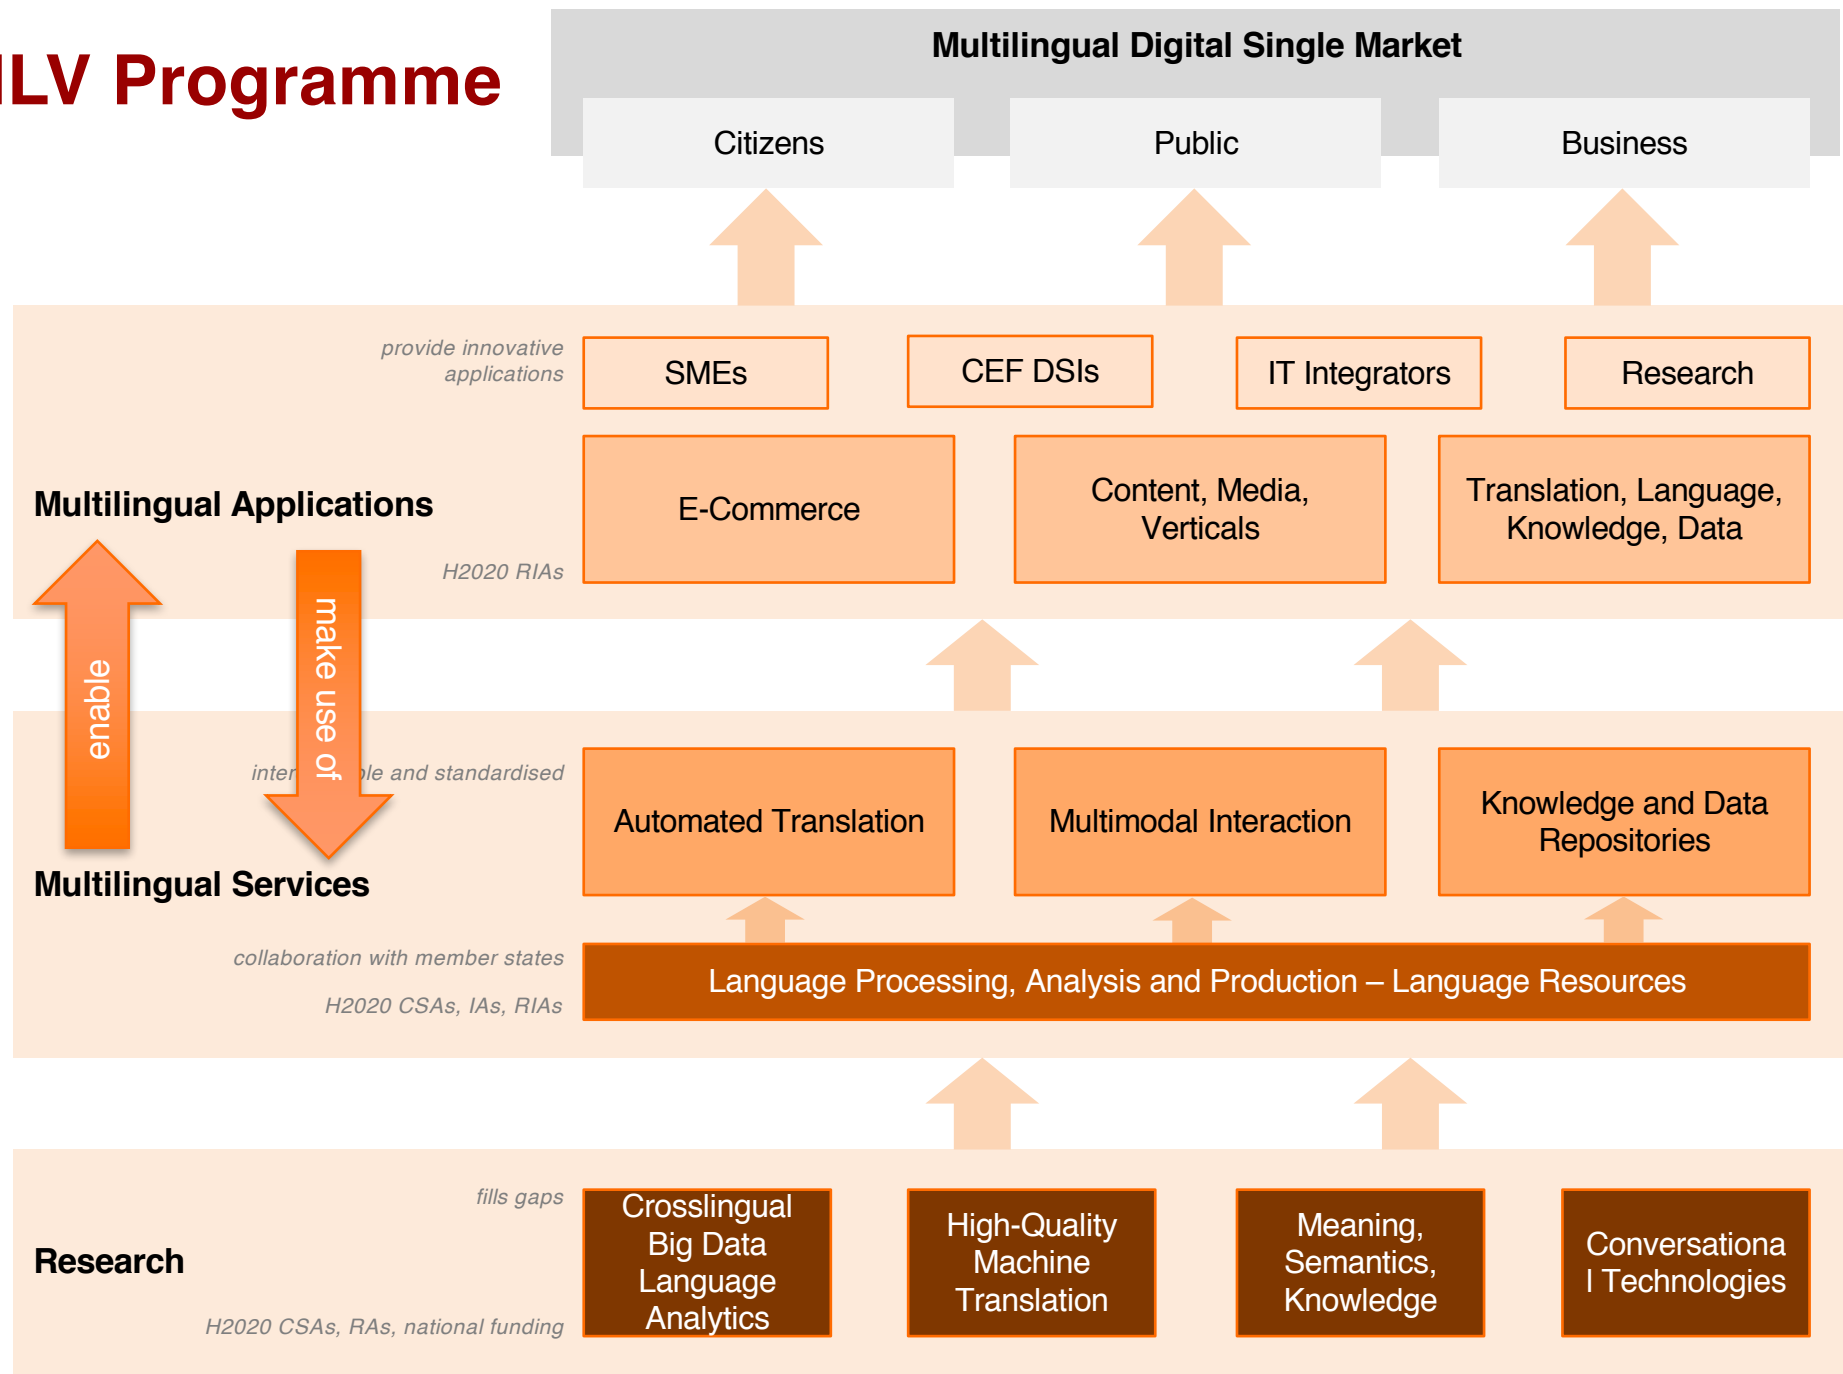 LV Programme
Multilingual Digital Single Market
Citizens
Public
Business
provide innovative
applications
SMEs
CEF DSIs
IT Integrators
Research
Multilingual Applications
E-Commerce
Content, Media,
Verticals
Translation, Language,
Knowledge, Data
H2020 RIAs
enable
make use of
and standardised
Automated Translation
Multimodal Interaction
Knowledge and Data
Repositories
Multilingual Services
collaboration with member states
H2020 CSAs, IAs, RIAs
Language Processing, Analysis and Production – Language Resources
fills gaps
Research
H2020 CSAs, RAs, national funding
Crosslingual
Big Data
Language
Analytics
High-Quality
Machine
Translation
Meaning,
Semantics,
Knowledge
Conversationa
l Technologies